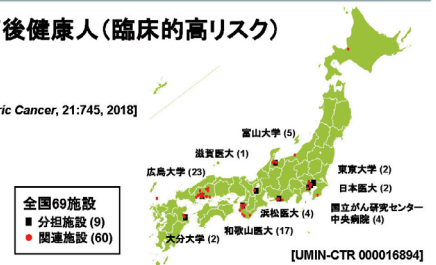 後健康人(臨床的高リスク)
ric Cancer, 21:745, 2018]
富山大学 (5)
滋賀医大 (1)
広島大学 (23)
東京大学 (2)
日本医大 (2)
国立がん研究センター
中央病院 (4)
浜松医大 (4)
和歌山医大 (17)
大分大学 (2)
全国69施設
■ 分担施設 (9)
● 関連施設 (60)
[UMIN-CTR 000016894]